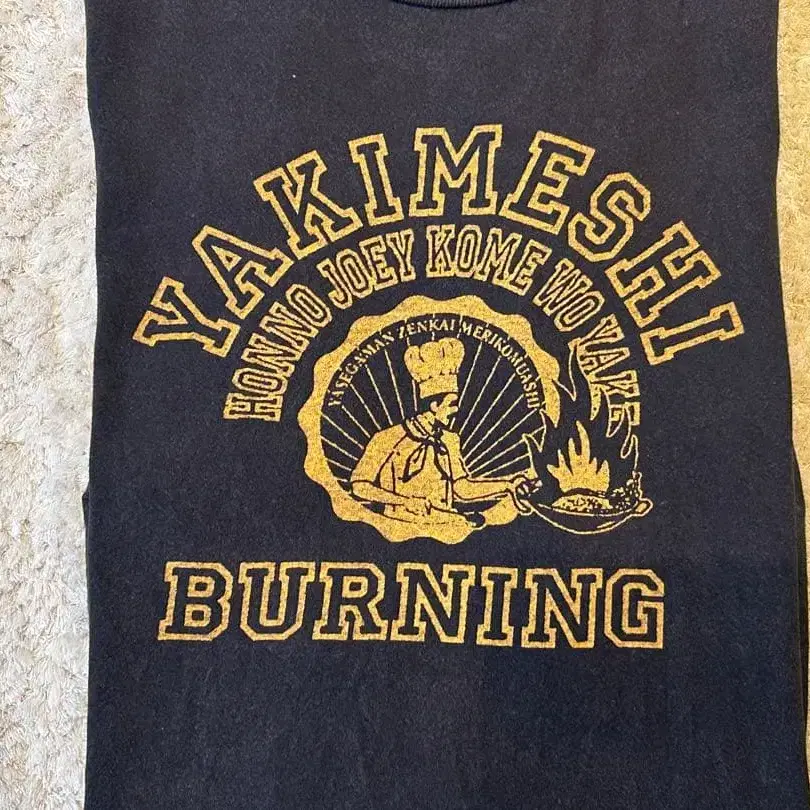 YAKIMESHI
HONNO JOEY KOME WO YAKE
YASEGAMAN ZENKAI MERIKOMUASHI
BURNING